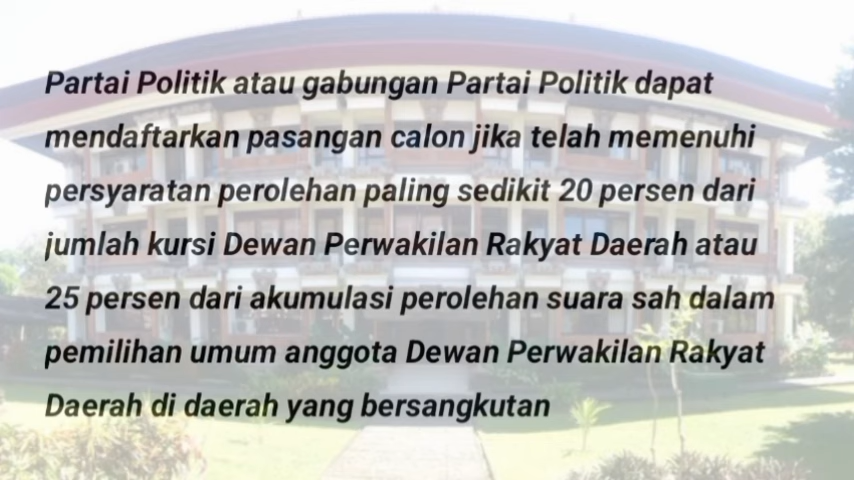 Partai Politik atau gabungan Partai Politik dapat
mendaftarkan pasangan calon jika telah memenuhi
persyaratan perolehan paling sedikit 20 persen dari
jumlah kursi Dewan Perwakilan Rakyat Daerah atau
25 persen dari akumulasi perolehan suara sah dalam
pemilihan umum anggota Dewan Perwakilan Rakyat
Daerah di daerah yang bersangkutan